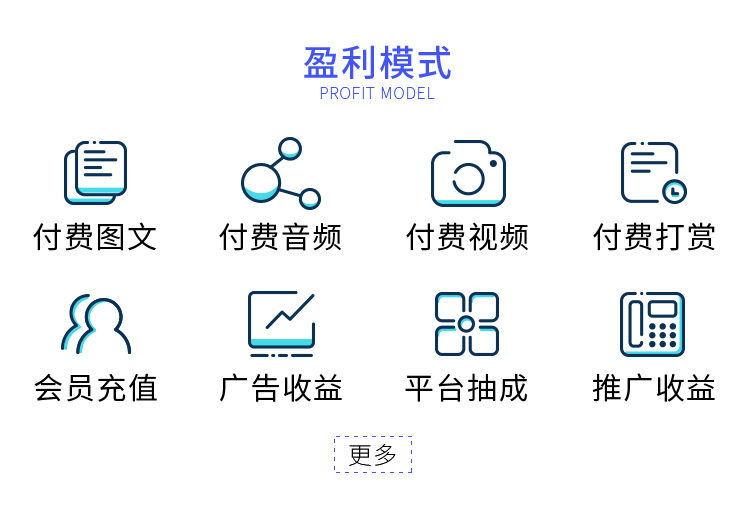 盈利模式
PROFIT MODEL
付费图文
付费音频
付费视频
付费打赏
会员充值
广告收益
平台抽成
推广收益
更多